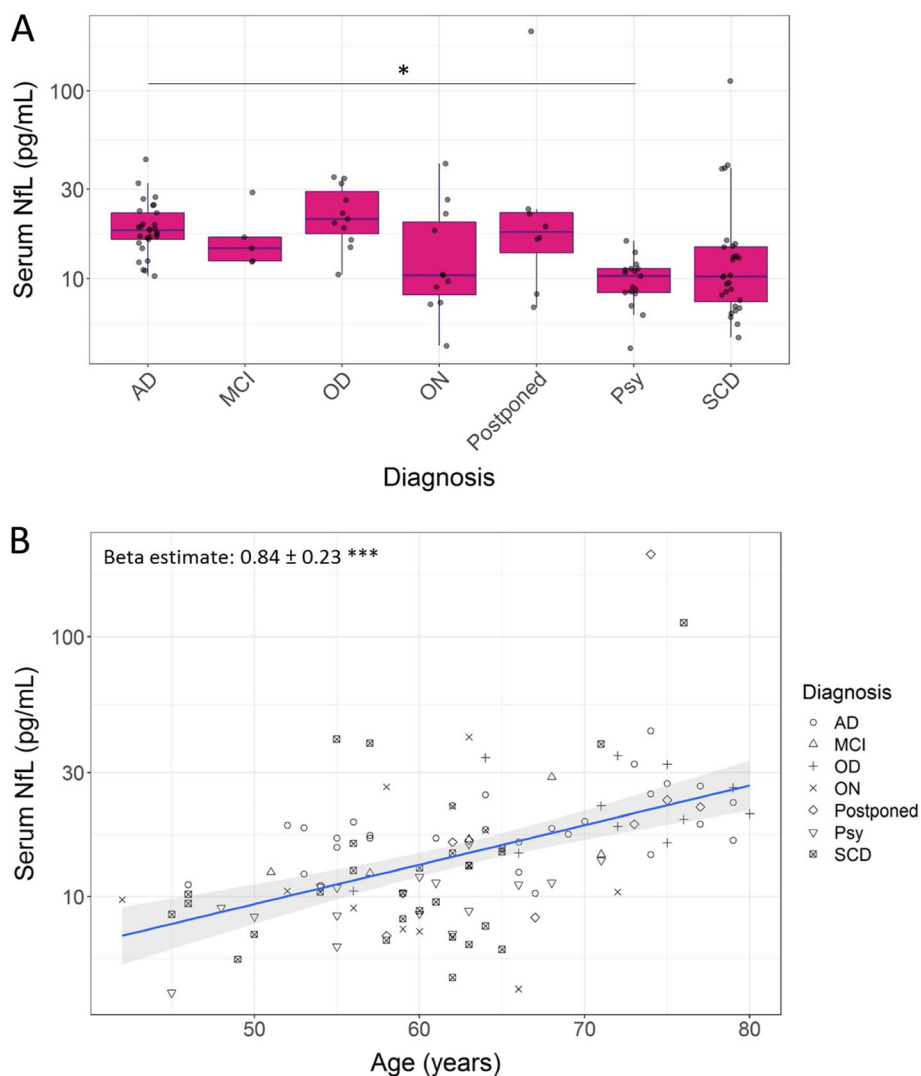 A
Serum NfL (pg/mL)
100
30
10
*
AD
MCI
OD
ON
Postponed
Psy
SCD
Diagnosis
B
Beta estimate: 0.84 ± 0.23 ***
Serum NfL (pg/mL)
100
30
10
50
60
70
80
Age (years)
Diagnosis
AD
MCI
OD
ON
Postponed
Psy
SCD